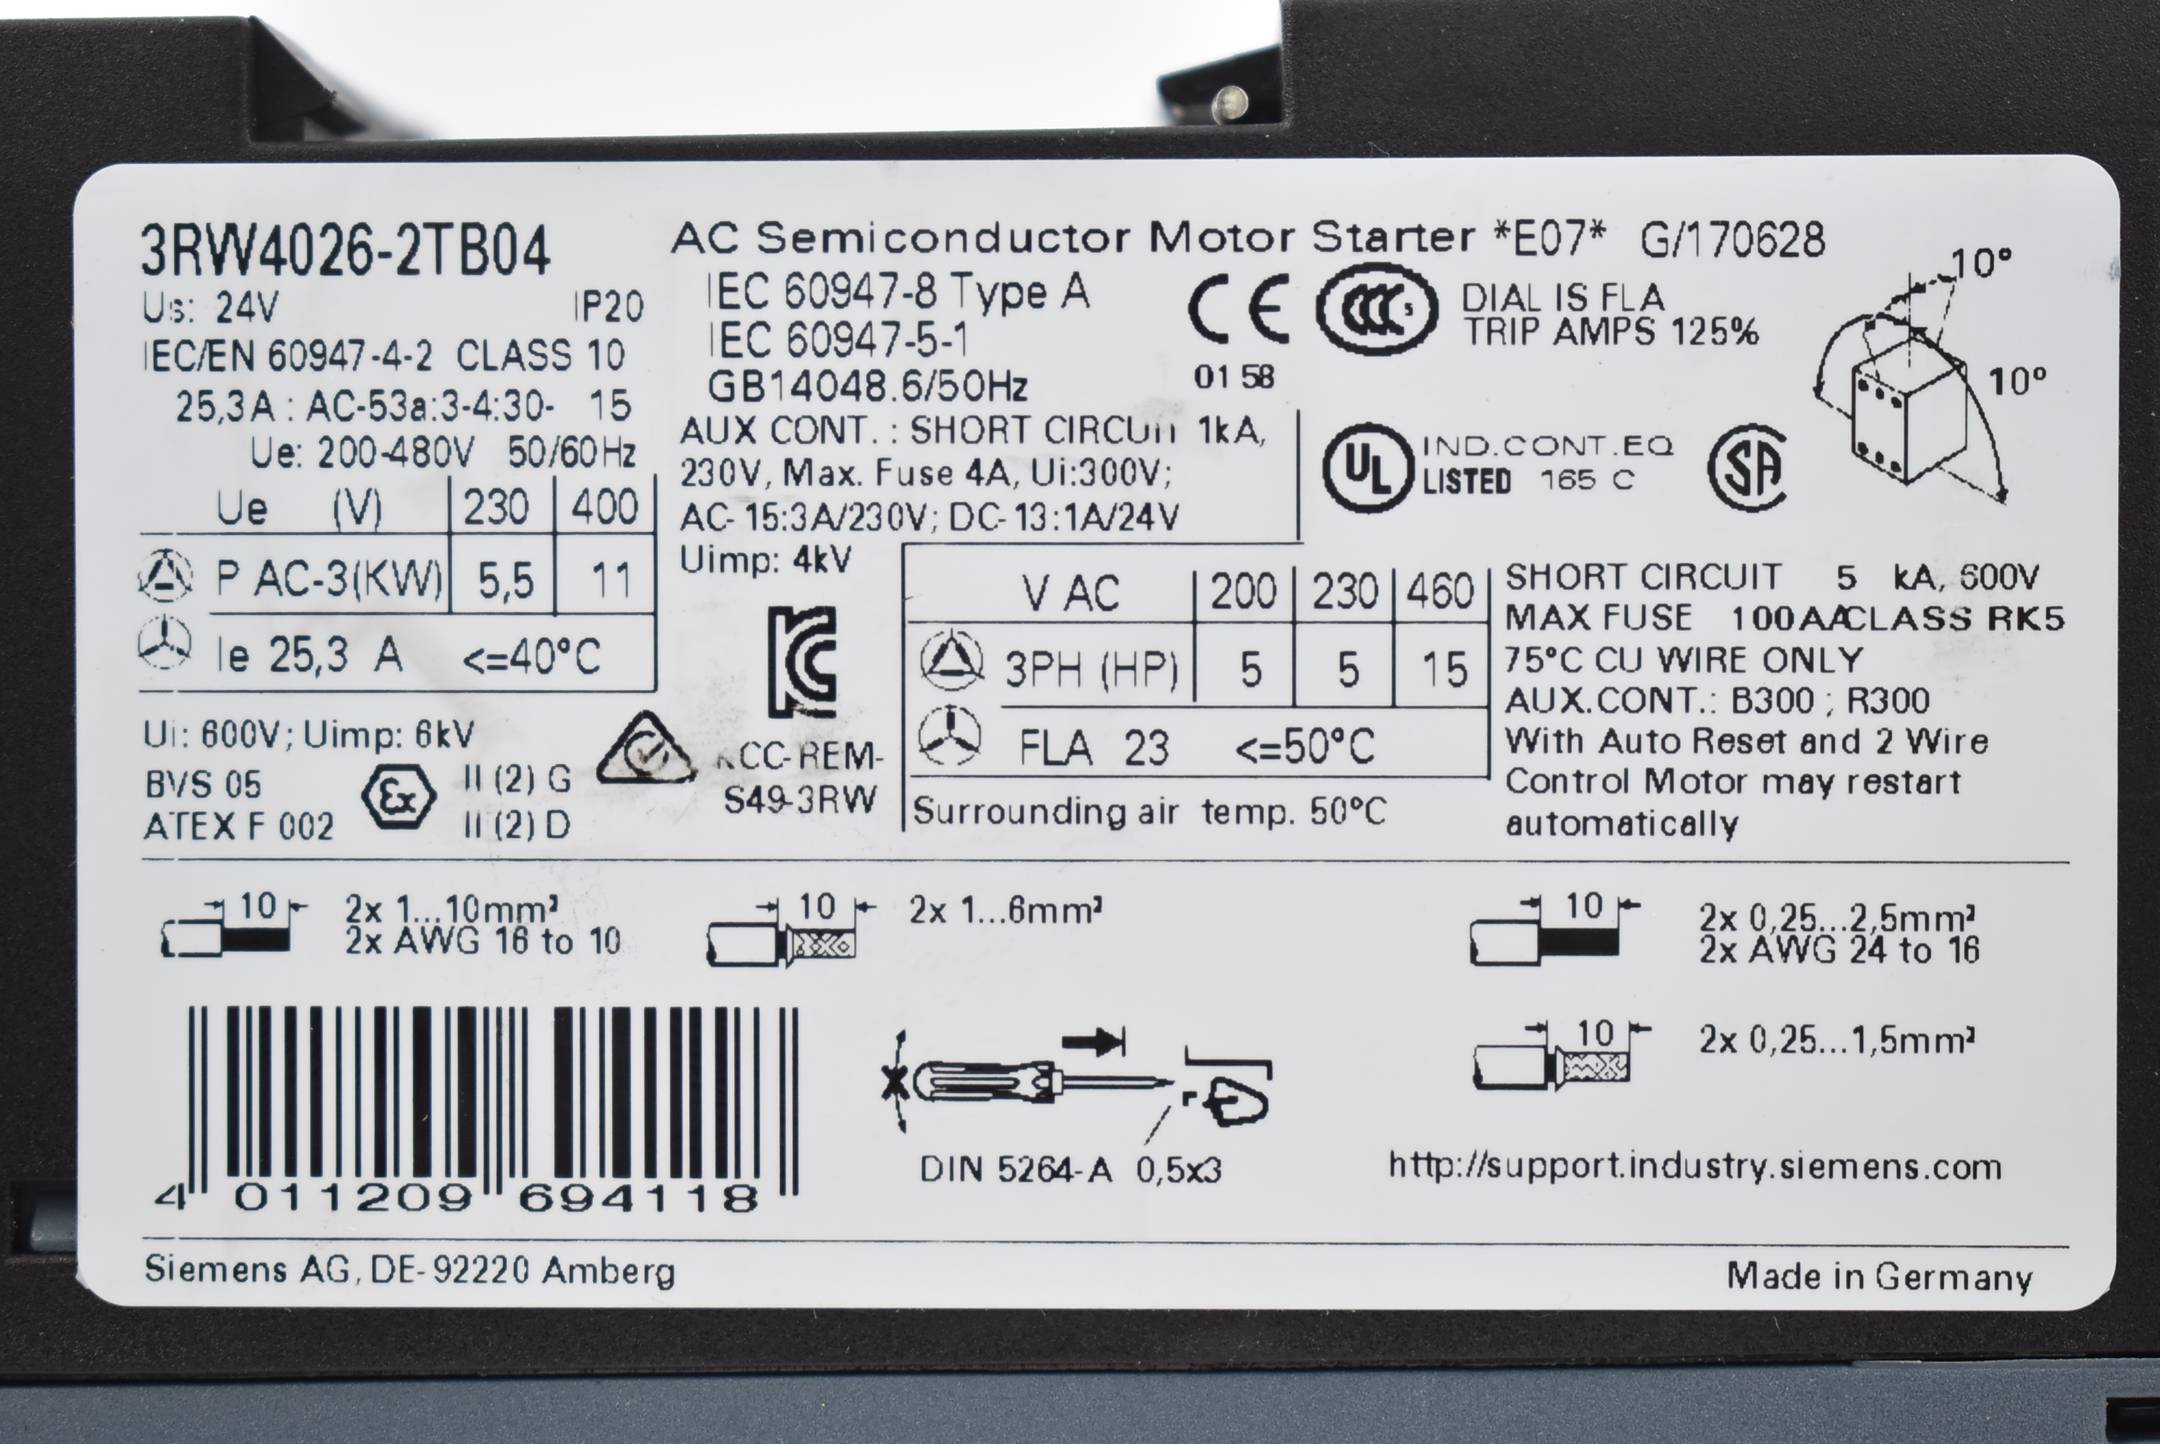 3RW4026-2TB04
Us: 24V IP20
IEC/EN 60947-4-2 CLASS 10
25,3A : AC-53a:3-4:30- 15
Ue: 200-480V 50/60Hz
Ue (V) 230 400
P AC-3(KW) 5,5 11
Ie 25,3 A <=40°C
Ui: 600V; Uimp: 6kV
BVS 05
ATEX F 002
Ex
II (2) G
II (2) D
AC Semiconductor Motor Starter *E07* G/170628
IEC 60947-8 Type A
IEC 60947-5-1
GB14048.6/50Hz
CE
0158
CCC
S
DIAL IS FLA
TRIP AMPS 125%
10°
10°
AUX CONT. : SHORT CIRCUIT 1kA,
230V, Max. Fuse 4A, Ui:300V;
AC-15:3A/230V; DC-13:1A/24V
Uimp: 4kV
UL
IND.CONT.EQ
LISTED 165 C
SA
KC
KCC-REM-
S49-3RW
V AC 200 230 460
3PH (HP) 5 5 15
FLA 23 <=50°C
Surrounding air temp. 50°C
SHORT CIRCUIT 5 kA, 600V
MAX FUSE 100AACLASS RK5
75°C CU WIRE ONLY
AUX.CONT.: B300 ; R300
With Auto Reset and 2 Wire
Control Motor may restart
automatically
10
2x 1...10mm²
2x AWG 16 to 10
10
2x 1...6mm²
10
2x 0,25...2,5mm²
2x AWG 24 to 16
10
2x 0,25...1,5mm²
4 011209 694118
DIN 5264-A 0,5x3
http://support.industry.siemens.com
Siemens AG, DE-92220 Amberg
Made in Germany